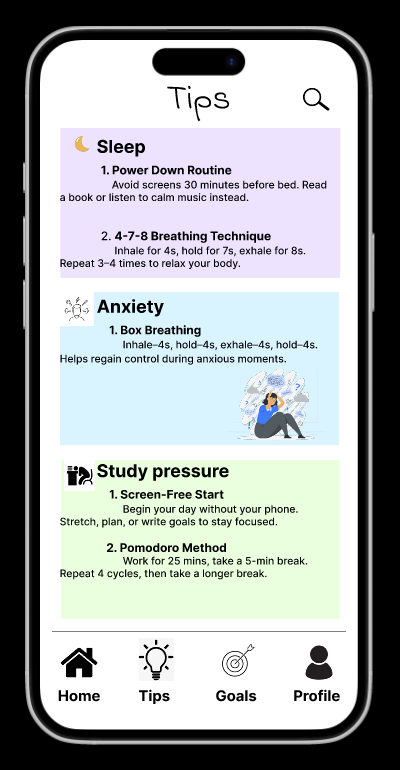 Tips
Sleep
1. Power Down Routine
Avoid screens 30 minutes before bed. Read
a book or listen to calm music instead.
2. 4-7-8 Breathing Technique
Inhale for 4s, hold for 7s, exhale for 8s.
Repeat 3–4 times to relax your body.
Anxiety
1. Box Breathing
Inhale–4s, hold–4s, exhale–4s, hold–4s.
Helps regain control during anxious moments.
Study pressure
1. Screen-Free Start
Begin your day without your phone.
Stretch, plan, or write goals to stay focused.
2. Pomodoro Method
Work for 25 mins, take a 5-min break.
Repeat 4 cycles, then take a longer break.
Home Tips Goals Profile